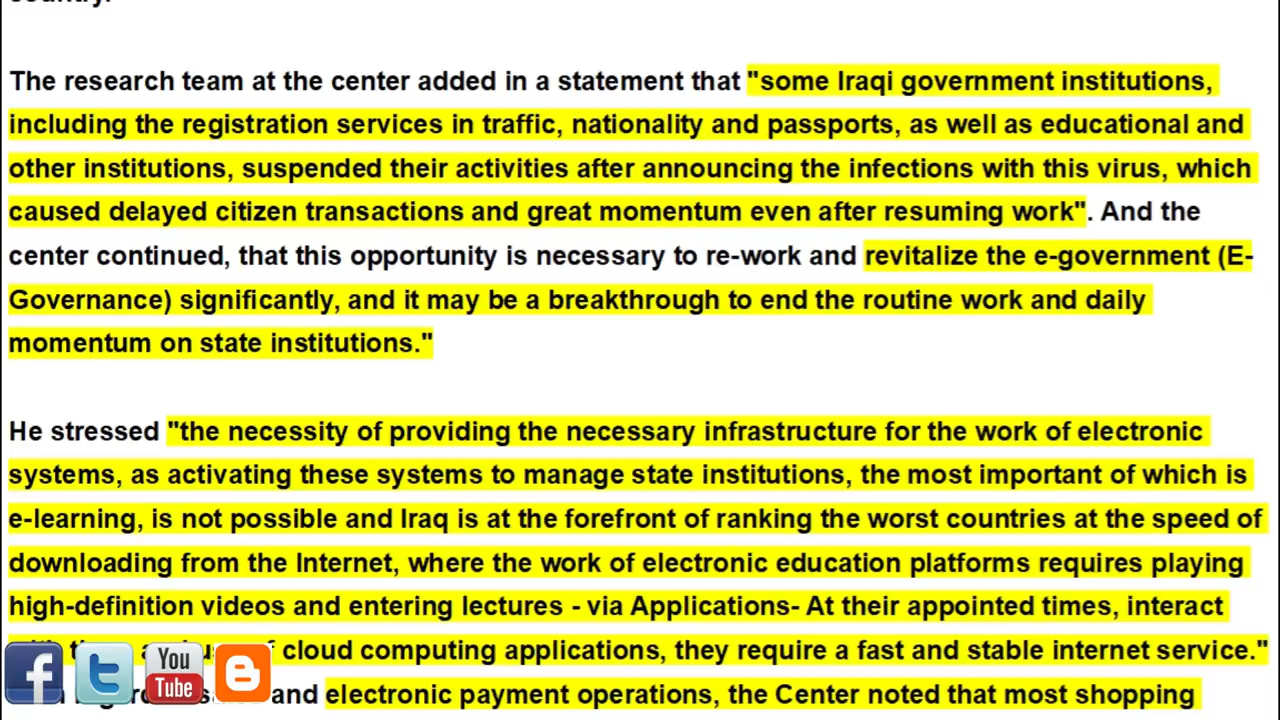 country.
The research team at the center added in a statement that "some Iraqi government institutions,
including the registration services in traffic, nationality and passports, as well as educational and
other institutions, suspended their activities after announcing the infections with this virus, which
caused delayed citizen transactions and great momentum even after resuming work". And the
center continued, that this opportunity is necessary to re-work and revitalize the e-government (E-
Governance) significantly, and it may be a breakthrough to end the routine work and daily
momentum on state institutions."
He stressed "the necessity of providing the necessary infrastructure for the work of electronic
systems, as activating these systems to manage state institutions, the most important of which is
e-learning, is not possible and Iraq is at the forefront of ranking the worst countries at the speed of
downloading from the Internet, where the work of electronic education platforms requires playing
high-definition videos and entering lectures - via Applications- At their appointed times, interact
cloud computing applications, they require a fast and stable internet service."
and electronic payment operations, the Center noted that most shopping
You
Tube